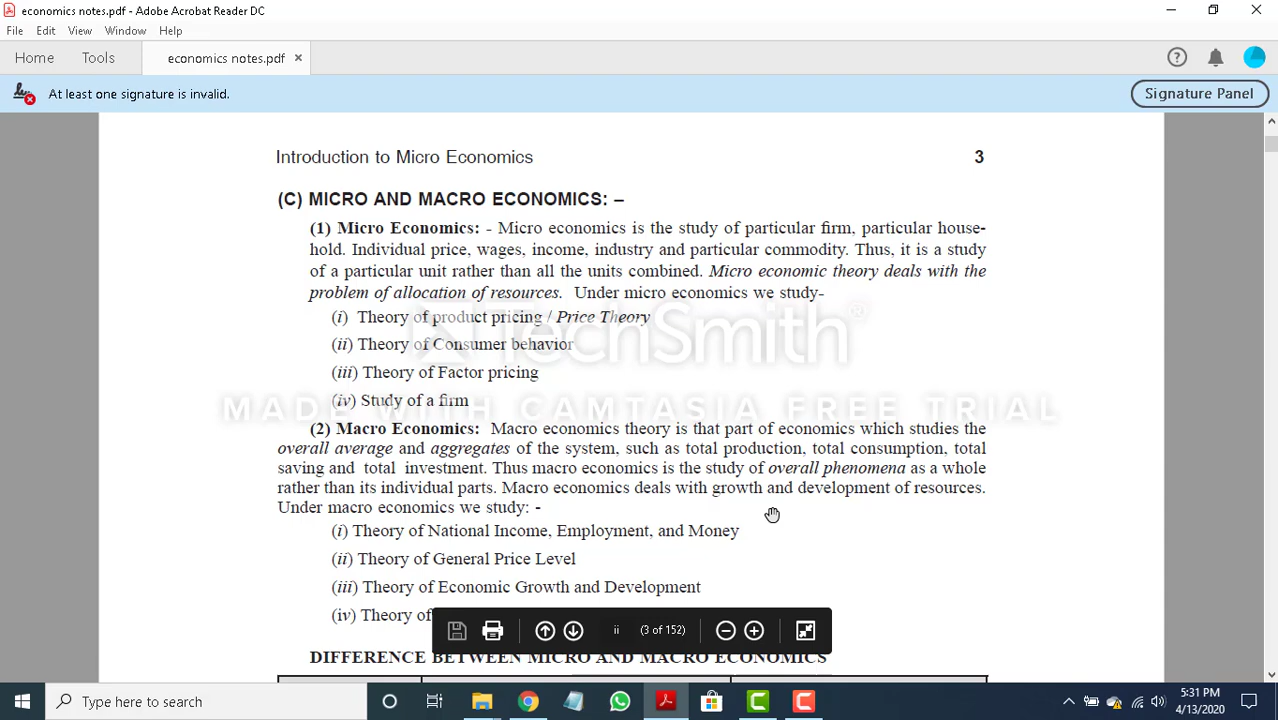 economics notes.pdf - Adobe Acrobat Reader DC
File Edit View Window Help
Home Tools economics notes.pdf ×
At least one signature is invalid.
Signature Panel
Introduction to Micro Economics 3
(C) MICRO AND MACRO ECONOMICS: –
(1) Micro Economics: - Micro economics is the study of particular firm, particular house-
hold. Individual price, wages, income, industry and particular commodity. Thus, it is a study
of a particular unit rather than all the units combined. Micro economic theory deals with the
problem of allocation of resources. Under micro economics we study-
(i) Theory of product pricing / Price Theory
(ii) Theory of Consumer behavior
(iii) Theory of Factor pricing
(iv) Study of a firm
TechSmith®
MADE WITH CAMTASIA FREE TRIAL
(2) Macro Economics: Macro economics theory is that part of economics which studies the
overall average and aggregates of the system, such as total production, total consumption, total
saving and total investment. Thus macro economics is the study of overall phenomena as a whole
rather than its individual parts. Macro economics deals with growth and development of resources.
Under macro economics we study: -
(i) Theory of National Income, Employment, and Money
(ii) Theory of General Price Level
(iii) Theory of Economic Growth and Development
(iv) Theory of
ii (3 of 152)
DIFFERENCE BETWEEN MICRO AND MACRO ECONOMICS
Type here to search
5:31 PM
4/13/2020